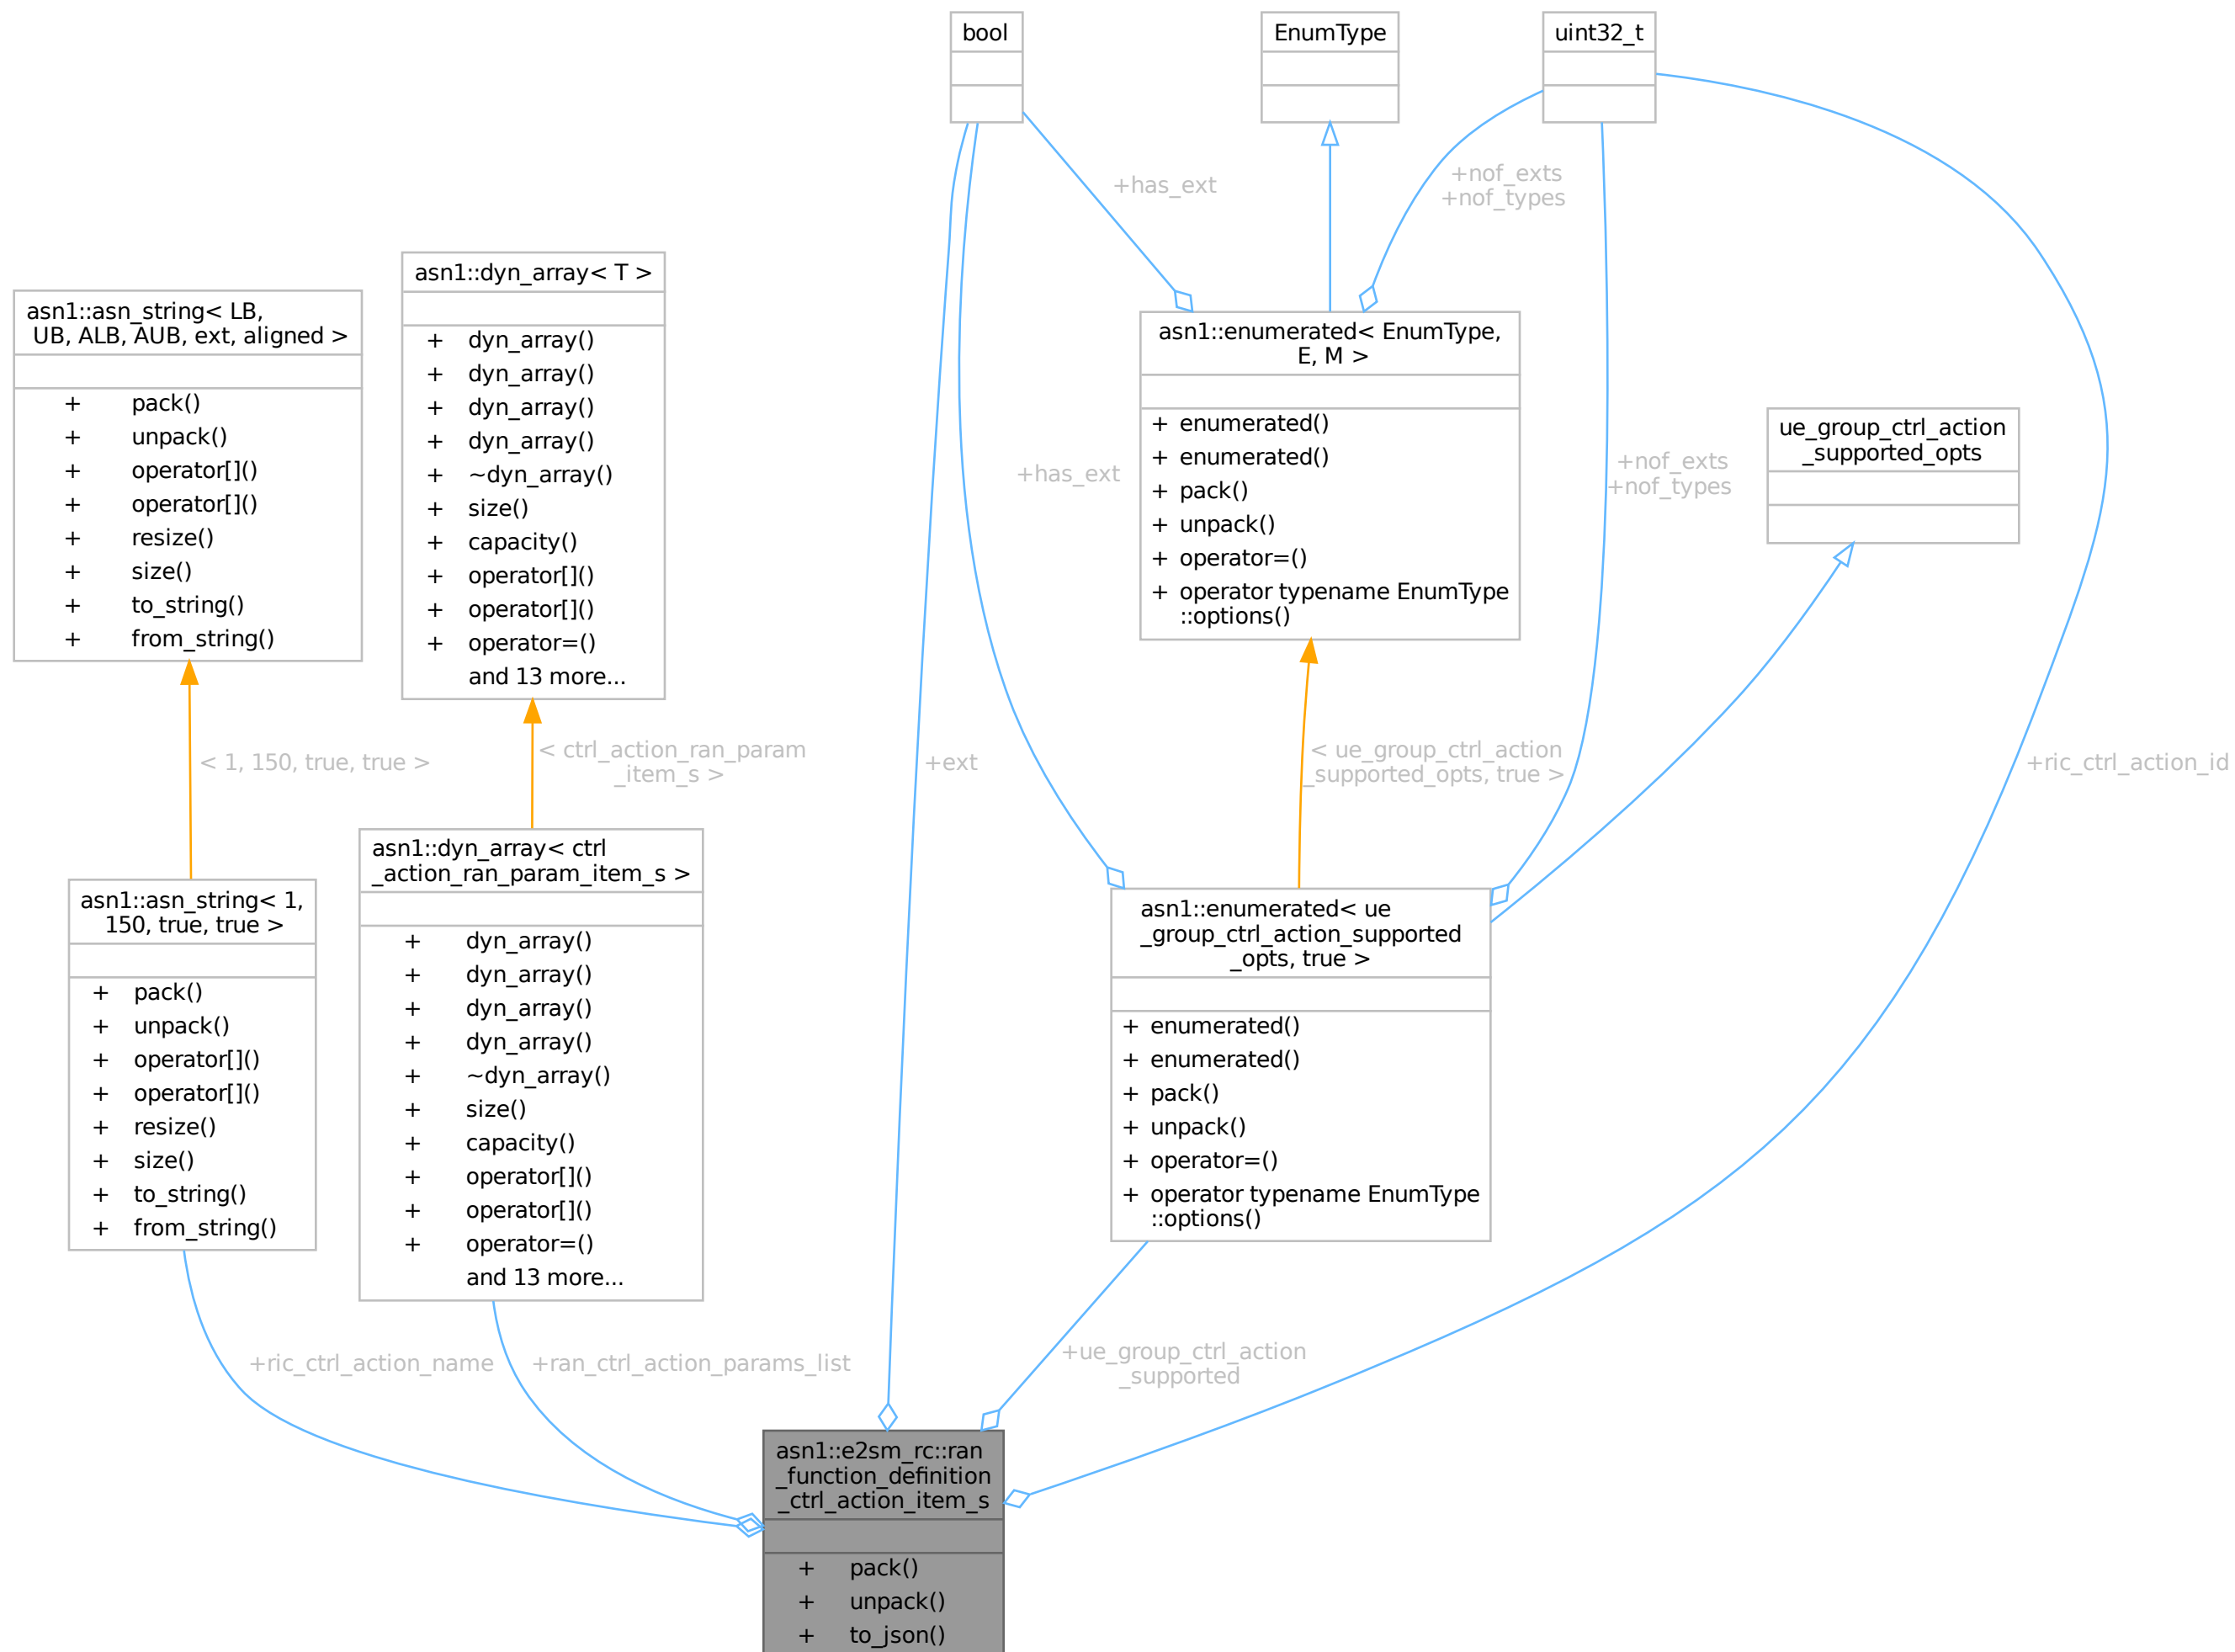 bool
EnumType
uint32_t
+has_ext
+nof_exts
+nof_types
asn1::dyn_array< T >
+ dyn_array()
+ dyn_array()
+ dyn_array()
+ dyn_array()
+ ~dyn_array()
+ size()
+ capacity()
+ operator[]()
+ operator[]()
+ operator=()
and 13 more...
asn1::asn_string< LB,
UB, ALB, AUB, ext, aligned >
+ pack()
+ unpack()
+ operator[]()
+ operator[]()
+ resize()
+ size()
+ to_string()
+ from_string()
asn1::enumerated< EnumType,
E, M >
+ enumerated()
+ enumerated()
+ pack()
+ unpack()
+ operator=()
+ operator typename EnumType
::options()
ue_group_ctrl_action
_supported_opts
+has_ext
+nof_exts
+nof_types
< 1, 150, true, true >
< ctrl_action_ran_param
_item_s >
+ext
< ue_group_ctrl_action
_supported_opts, true >
+ric_ctrl_action_id
asn1::asn_string< 1,
150, true, true >
+ pack()
+ unpack()
+ operator[]()
+ operator[]()
+ resize()
+ size()
+ to_string()
+ from_string()
asn1::dyn_array< ctrl
_action_ran_param_item_s >
+ dyn_array()
+ dyn_array()
+ dyn_array()
+ dyn_array()
+ ~dyn_array()
+ size()
+ capacity()
+ operator[]()
+ operator[]()
+ operator=()
and 13 more...
asn1::enumerated< ue
_group_ctrl_action_supported
_opts, true >
+ enumerated()
+ enumerated()
+ pack()
+ unpack()
+ operator=()
+ operator typename EnumType
::options()
+ric_ctrl_action_name
+ran_ctrl_action_params_list
+ue_group_ctrl_action
_supported
asn1::e2sm_rc::ran
_function_definition
_ctrl_action_item_s
+ pack()
+ unpack()
+ to_json()